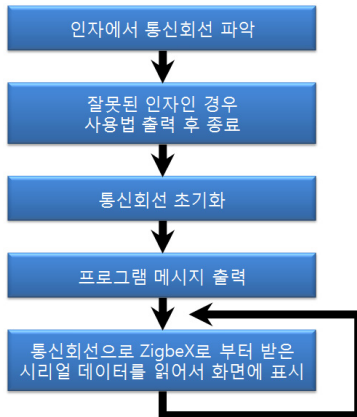 인자에서 통신회선 파악
잘못된 인자인 경우
사용법 출력 후 종료
통신회선 초기화
프로그램 메시지 출력
통신회선으로 ZigbeX로 부터 받은
시리얼 데이터를 읽어서 화면에 표시